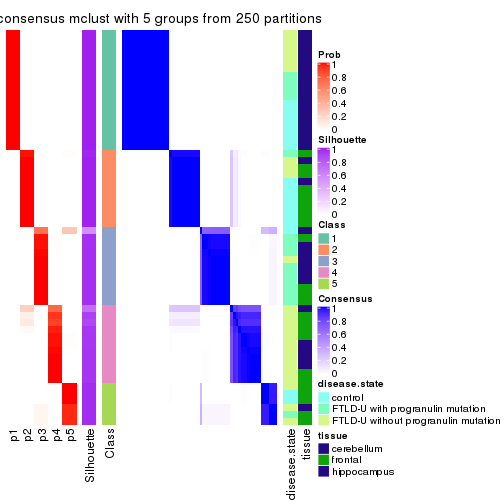 consensus mclust with 5 groups from 250 partitions
Prob
1
0.8
0.6
0.4
0.2
0
Silhouette
1
0.8
0.6
0.4
0.2
0
Class
1
2
3
4
5
Consensus
1
0.8
0.6
0.4
0.2
0
disease.state
control
FTLD-U with progranulin mutation
FTLD-U without progranulin mutation
tissue
cerebellum
frontal
hippocampus
p1
p2
p3
p4
p5
Silhouette
Class
disease.state
tissue